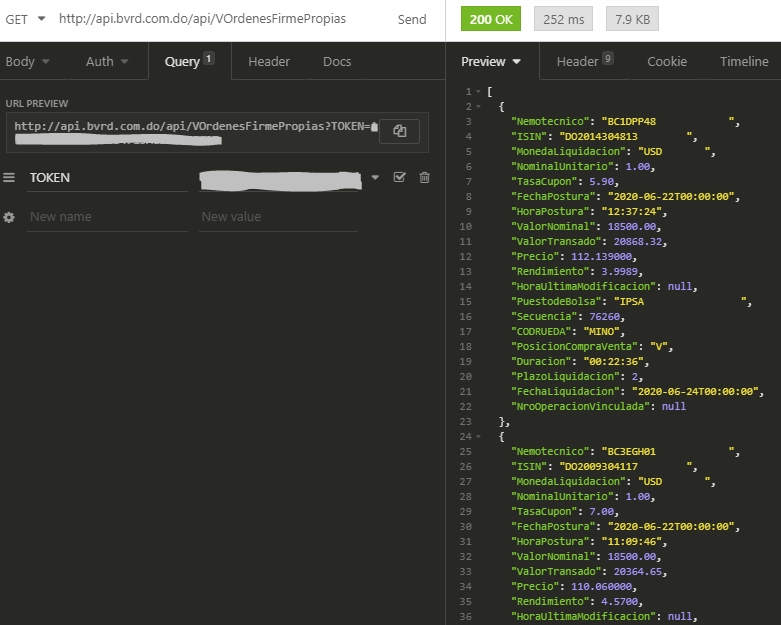 GET http://api.bvrd.com.do/api/VOrdenesFirmePropias Send 200 OK 252 ms 7.9 KB
Body Auth Query 1 Header Docs Preview Header 9 Cookie Timeline
URL PREVIEW
http://api.bvrd.com.do/api/VOrdenesFirmePropias?TOKEN=
TOKEN
New name New value
1 [
2 {
3 "Nemotecnico": "BC1DPP48 ",
4 "ISIN": "DO2014304813 ",
5 "MonedaLiquidacion": "USD ",
6 "NominalUnitario": 1.00,
7 "TasaCupon": 5.90,
8 "FechaPostura": "2020-06-22T00:00:00",
9 "HoraPostura": "12:37:24",
10 "ValorNominal": 18500.00,
11 "ValorTransado": 20868.32,
12 "Precio": 112.139000,
13 "Rendimiento": 3.9989,
14 "HoraUltimaModificacion": null,
15 "PuestodeBolsa": "IPSA ",
16 "Secuencia": 76260,
17 "CODRUEDA": "MINO",
18 "PosicionCompraVenta": "V",
19 "Duracion": "00:22:36",
20 "PlazoLiquidacion": 2,
21 "FechaLiquidacion": "2020-06-24T00:00:00",
22 "NroOperacionVinculada": null
23 },
24 {
25 "Nemotecnico": "BC3EGH01 ",
26 "ISIN": "DO2009304117 ",
27 "MonedaLiquidacion": "USD ",
28 "NominalUnitario": 1.00,
29 "TasaCupon": 7.00,
30 "FechaPostura": "2020-06-22T00:00:00",
31 "HoraPostura": "11:09:46",
32 "ValorNominal": 18500.00,
33 "ValorTransado": 20364.65,
34 "Precio": 110.060000,
35 "Rendimiento": 4.5700,
36 "HoraUltimaModificacion": null,